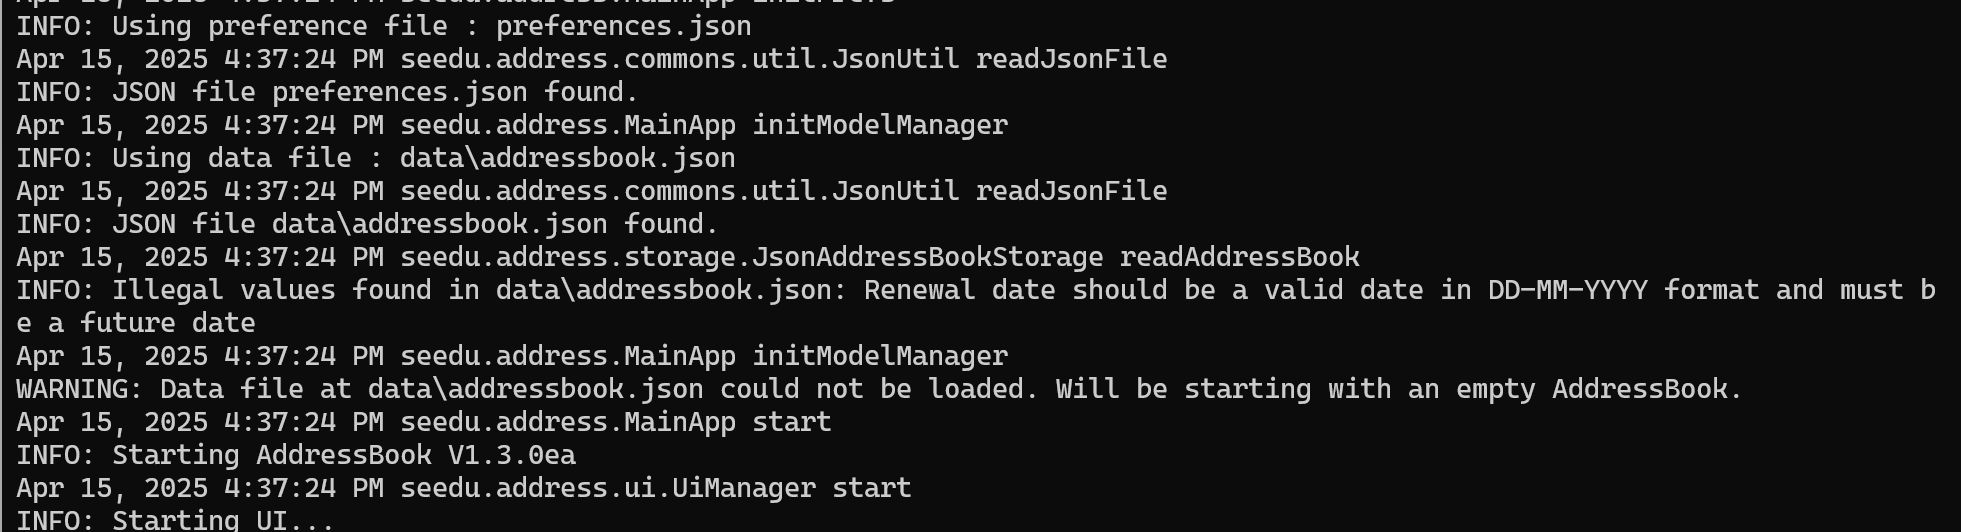 INFO: Using preference file : preferences.json
Apr 15, 2025 4:37:24 PM seedu.address.commons.util.JsonUtil readJsonFile
INFO: JSON file preferences.json found.
Apr 15, 2025 4:37:24 PM seedu.address.MainApp initModelManager
INFO: Using data file : data\addressbook.json
Apr 15, 2025 4:37:24 PM seedu.address.commons.util.JsonUtil readJsonFile
INFO: JSON file data\addressbook.json found.
Apr 15, 2025 4:37:24 PM seedu.address.storage.JsonAddressBookStorage readAddressBook
INFO: Illegal values found in data\addressbook.json: Renewal date should be a valid date in DD-MM-YYYY format and must b
e a future date
Apr 15, 2025 4:37:24 PM seedu.address.MainApp initModelManager
WARNING: Data file at data\addressbook.json could not be loaded. Will be starting with an empty AddressBook.
Apr 15, 2025 4:37:24 PM seedu.address.MainApp start
INFO: Starting AddressBook V1.3.0ea
Apr 15, 2025 4:37:24 PM seedu.address.ui.UiManager start
INFO: Starting UI...